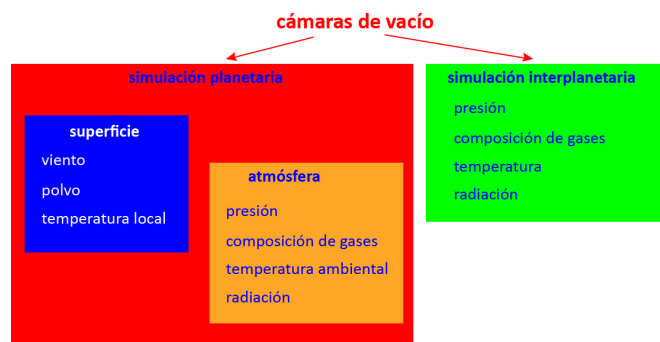 cámaras de vacío
simulación planetaria
superficie
viento
polvo
temperatura local
atmósfera
presión
composición de gases
temperatura ambiental
radiación
simulación interplanetaria
presión
composición de gases
temperatura
radiación